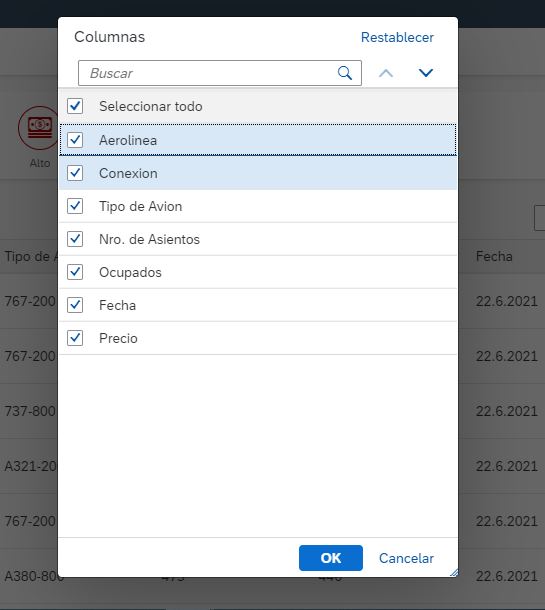 Columnas
Restablecer
Buscar
Seleccionar todo
Aerolinea
Conexion
Tipo de Avion
Nro. de Asientos
Ocupados
Fecha
Precio
OK
Cancelar
$
Alto
Tipo de A
Fecha
767-200
22.6.2021
767-200
22.6.2021
737-800
22.6.2021
A321-20
22.6.2021
767-200
22.6.2021
A380-800
22.6.2021